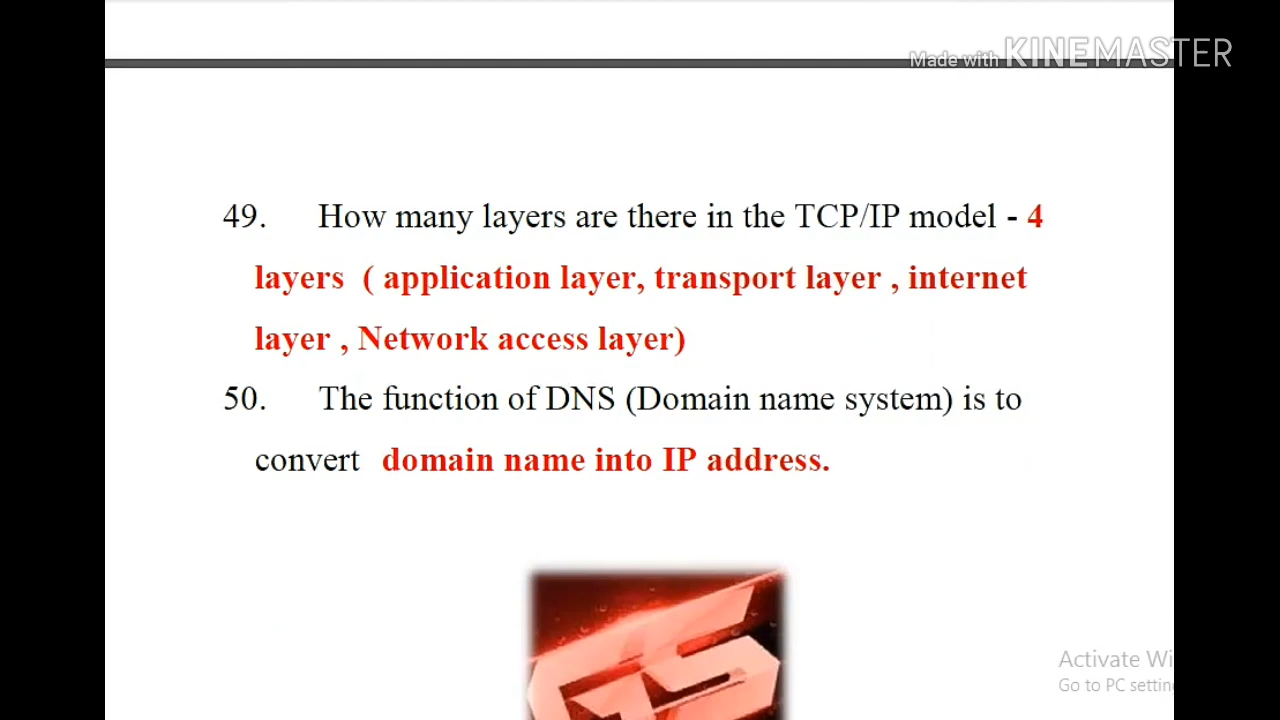 Made with KINEMASTER
49. How many layers are there in the TCP/IP model - 4
layers ( application layer, transport layer , internet
layer , Network access layer)
50. The function of DNS (Domain name system) is to
convert domain name into IP address.
Activate Wi
Go to PC settin